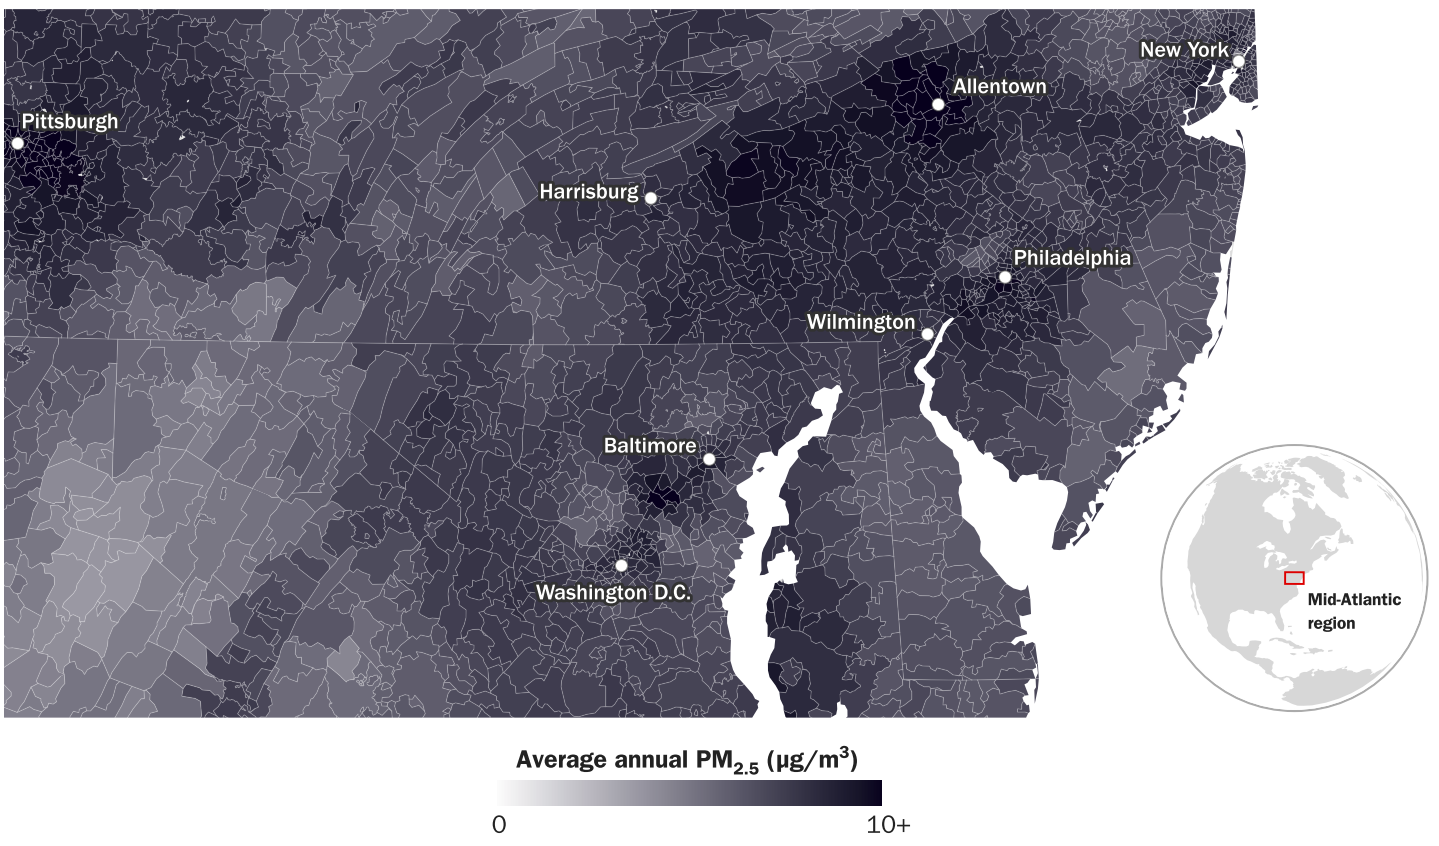 New York
Allentown
Pittsburgh
Harrisburg
Philadelphia
Wilmington
Baltimore
Washington D.C.
Mid-Atlantic
region
Average annual PM2.5 (µg/m³)
0 10+